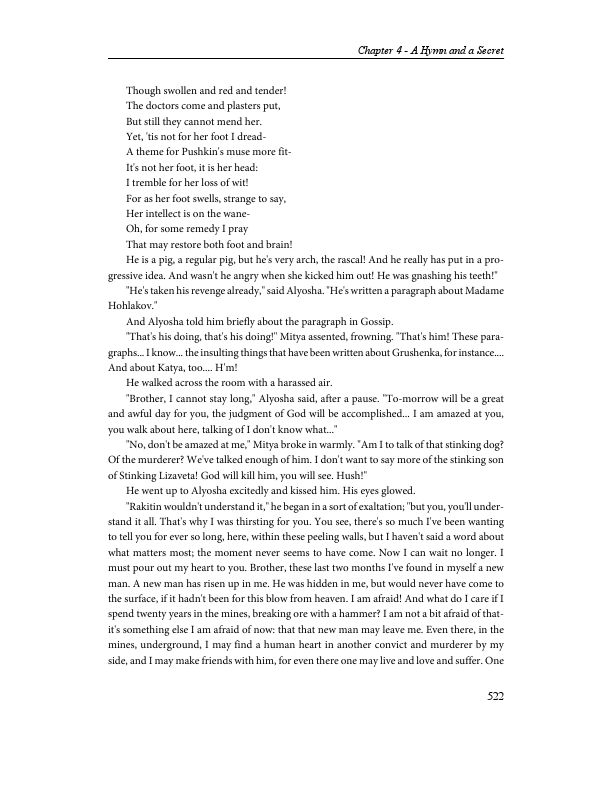 Chapter 4 - A Hymn and a Secret
Though swollen and red and tender!
The doctors come and plasters put,
But still they cannot mend her.
Yet, 'tis not for her foot I dread-
A theme for Pushkin's muse more fit-
It's not her foot, it is her head:
I tremble for her loss of wit!
For as her foot swells, strange to say,
Her intellect is on the wane-
Oh, for some remedy I pray
That may restore both foot and brain!
He is a pig, a regular pig, but he's very arch, the rascal! And he really has put in a pro-
gressive idea. And wasn't he angry when she kicked him out! He was gnashing his teeth!"
"He's taken his revenge already," said Alyosha. "He's written a paragraph about Madame
Hohlakov."
And Alyosha told him briefly about the paragraph in Gossip.
"That's his doing, that's his doing!" Mitya assented, frowning. "That's him! These para-
graphs... I know... the insulting things that have been written about Grushenka, for instance....
And about Katya, too.... H'm!
He walked across the room with a harassed air.
"Brother, I cannot stay long," Alyosha said, after a pause. "To-morrow will be a great
and awful day for you, the judgment of God will be accomplished... I am amazed at you,
you walk about here, talking of I don't know what..."
"No, don't be amazed at me," Mitya broke in warmly. "Am I to talk of that stinking dog?
Of the murderer? We've talked enough of him. I don't want to say more of the stinking son
of Stinking Lizaveta! God will kill him, you will see. Hush!"
He went up to Alyosha excitedly and kissed him. His eyes glowed.
"Rakitin wouldn't understand it," he began in a sort of exaltation; "but you, you'll under-
stand it all. That's why I was thirsting for you. You see, there's so much I've been wanting
to tell you for ever so long, here, within these peeling walls, but I haven't said a word about
what matters most; the moment never seems to have come. Now I can wait no longer. I
must pour out my heart to you. Brother, these last two months I've found in myself a new
man. A new man has risen up in me. He was hidden in me, but would never have come to
the surface, if it hadn't been for this blow from heaven. I am afraid! And what do I care if I
spend twenty years in the mines, breaking ore with a hammer? I am not a bit afraid of that-
it's something else I am afraid of now: that that new man may leave me. Even there, in the
mines, underground, I may find a human heart in another convict and murderer by my
side, and I may make friends with him, for even there one may live and love and suffer. One
522